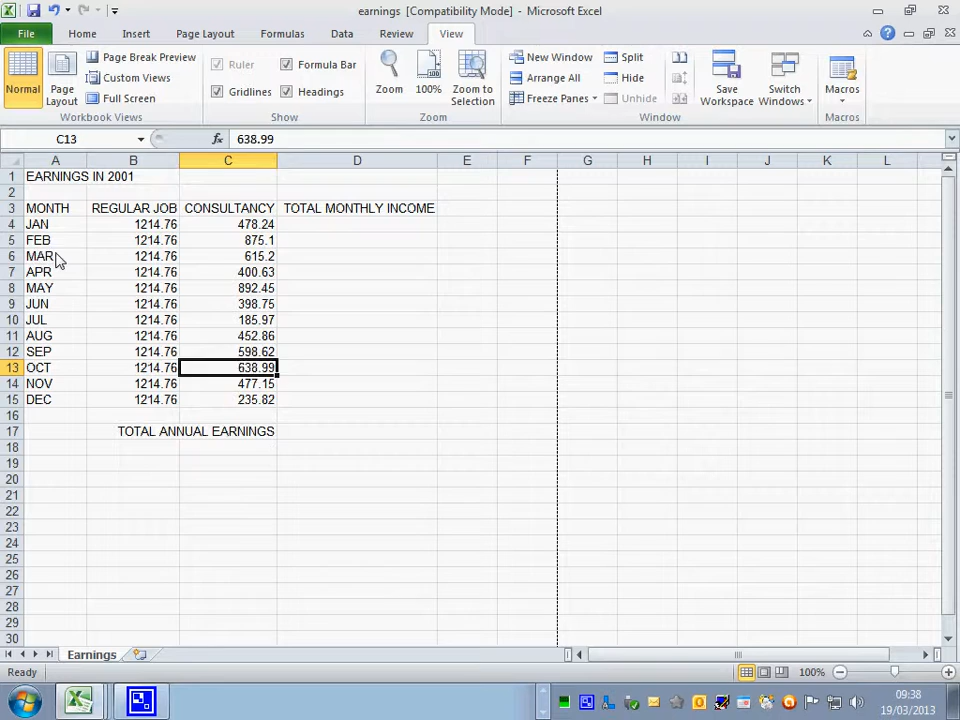 earnings [Compatibility Mode] - Microsoft Excel
File Home Insert Page Layout Formulas Data Review View
Normal
Page Layout
Page Break Preview
Custom Views
Full Screen
Workbook Views
Ruler
Formula Bar
Gridlines
Headings
Show
Zoom
100%
Zoom to Selection
Zoom
New Window
Arrange All
Freeze Panes
Split
Hide
Unhide
Save Workspace
Switch Windows
Window
Macros
Macros
C13 fx 638.99
A B C D E F G H I J K L
1 EARNINGS IN 2001
2
3 MONTH REGULAR JOB CONSULTANCY TOTAL MONTHLY INCOME
4 JAN 1214.76 478.24
5 FEB 1214.76 875.1
6 MAR 1214.76 615.2
7 APR 1214.76 400.63
8 MAY 1214.76 892.45
9 JUN 1214.76 398.75
10 JUL 1214.76 185.97
11 AUG 1214.76 452.86
12 SEP 1214.76 598.62
13 OCT 1214.76 638.99
14 NOV 1214.76 477.15
15 DEC 1214.76 235.82
16
17 TOTAL ANNUAL EARNINGS
18
19
20
21
22
23
24
25
26
27
28
29
30
Earnings
Ready 100%
09:38
19/03/2013